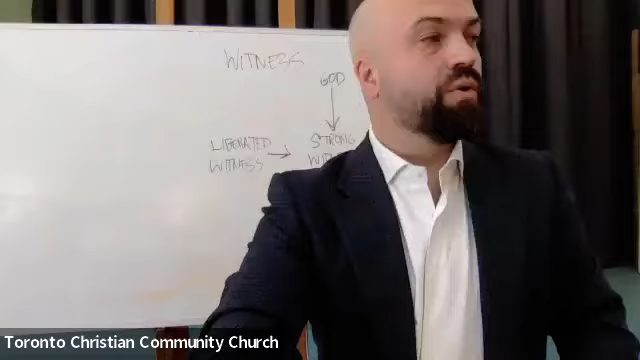 WITNESS
GOD
LIBERATED STRONG
WITNESS
Toronto Christian Community Church